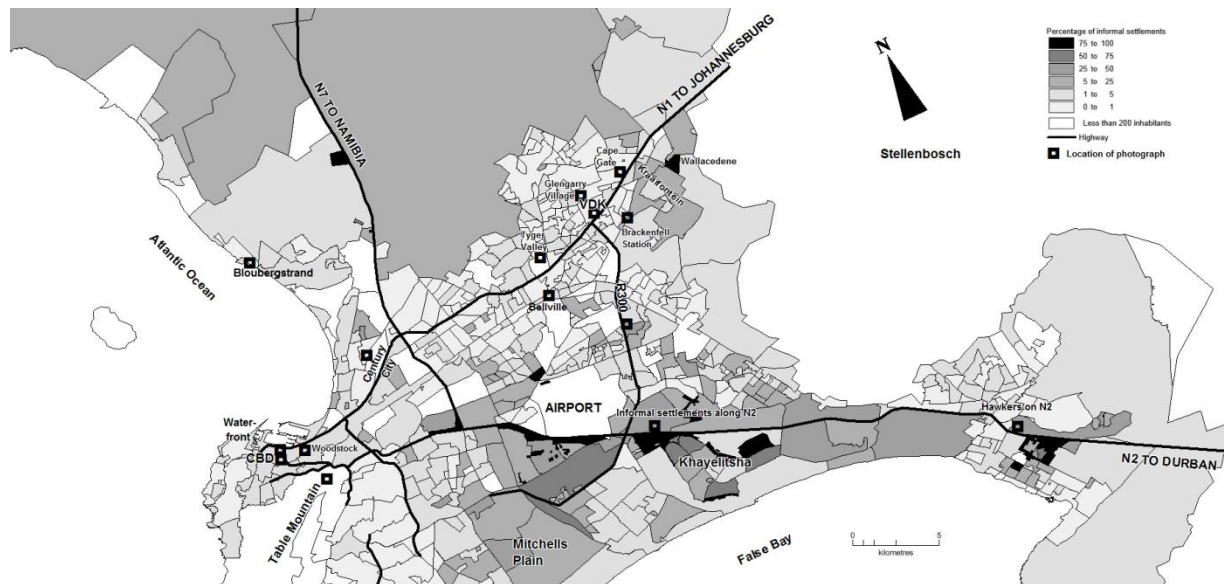 Percentage of informal settlements
75 to 100
50 to 75
25 to 50
5 to 25
1 to 5
0 to 1
Less than 200 inhabitants
Highway
Location of photograph
N
Stellenbosch
N1 TO JOHANNESBURG
N7 TO NAMIBIA
Cape
Gate
Wallacedene
Kraaifontein
Glengarry
Village
VDK
Brackenfell
Station
Tyger
Valley
Atlantic Ocean
Bloubergstrand
Bellville
R300
Century
City
AIRPORT
Informal settlements along N2
Hawkers on N2
Water-
front
Woodstock
CBD
Khayelitsha
N2 TO DURBAN
Table Mountain
Mitchells
Plain
False Bay
0 5
kilometres